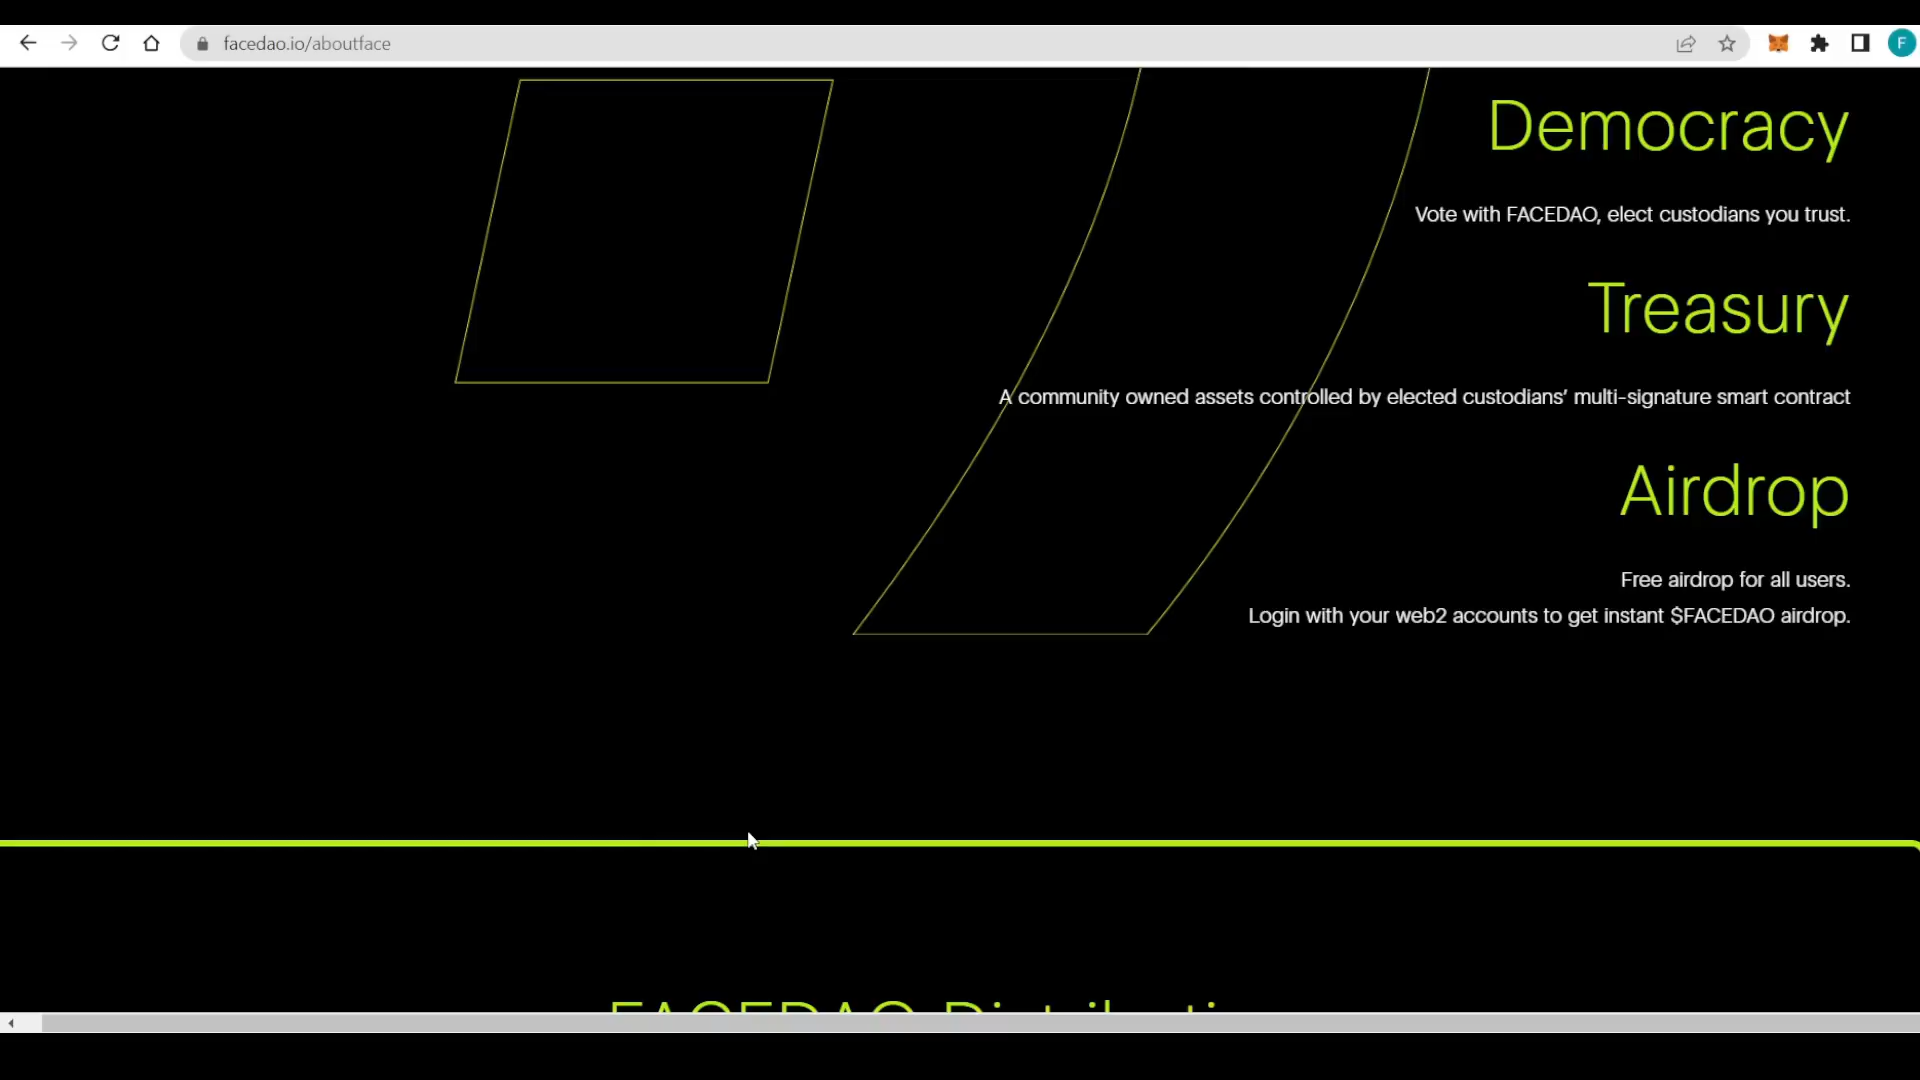 facedao.io/aboutface
F
Democracy
Vote with FACEDAO, elect custodians you trust.
Treasury
A community owned assets controlled by elected custodians’ multi-signature smart contract
Airdrop
Free airdrop for all users.
Login with your web2 accounts to get instant $FACEDAO airdrop.
FACEDAO